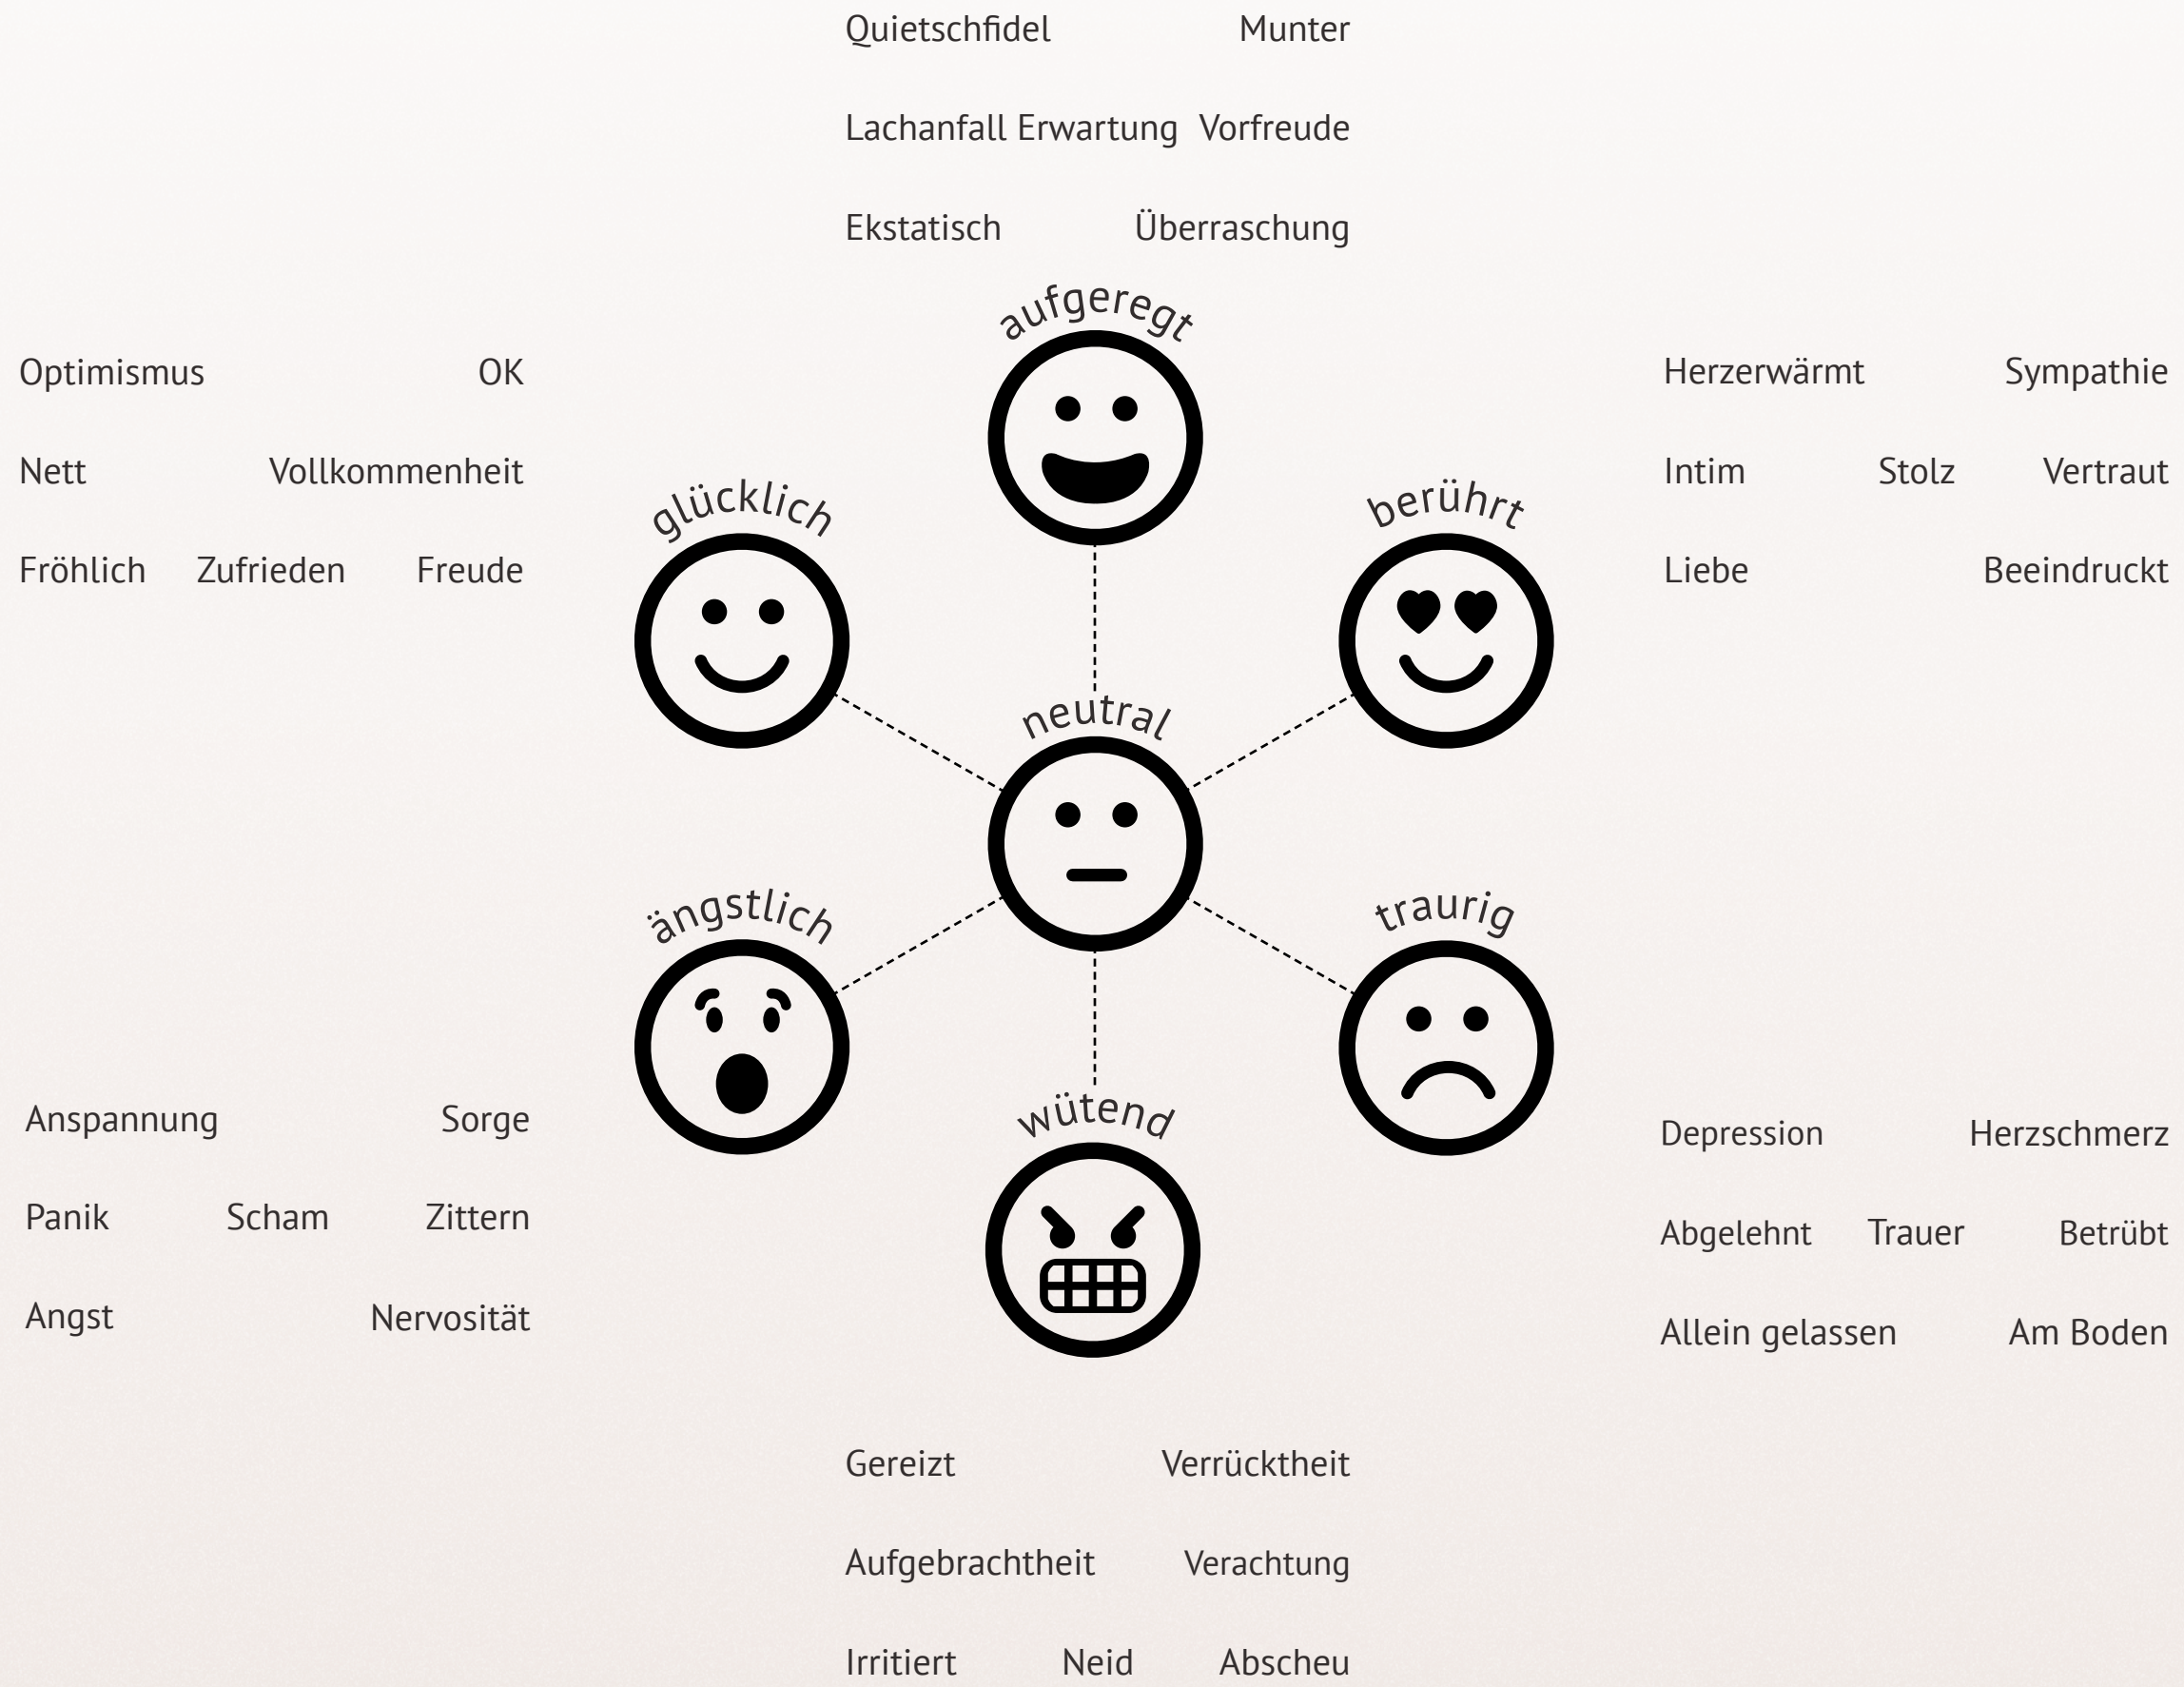 Quietschfidel Munter
Lachanfall Erwartung Vorfreude
Ekstatisch Überraschung
aufgeregt
Optimismus OK
Nett Vollkommenheit
Fröhlich Zufrieden Freude
glücklich
Herzerwärmt Sympathie
Intim Stolz Vertraut
Liebe Beeindruckt
berührt
neutral
ängstlich
Anspannung Sorge
Panik Scham Zittern
Angst Nervosität
traurig
Depression Herzschmerz
Abgelehnt Trauer Betrübt
Allein gelassen Am Boden
wütend
Gereizt Verrücktheit
Aufgebrachtheit Verachtung
Irritiert Neid Abscheu